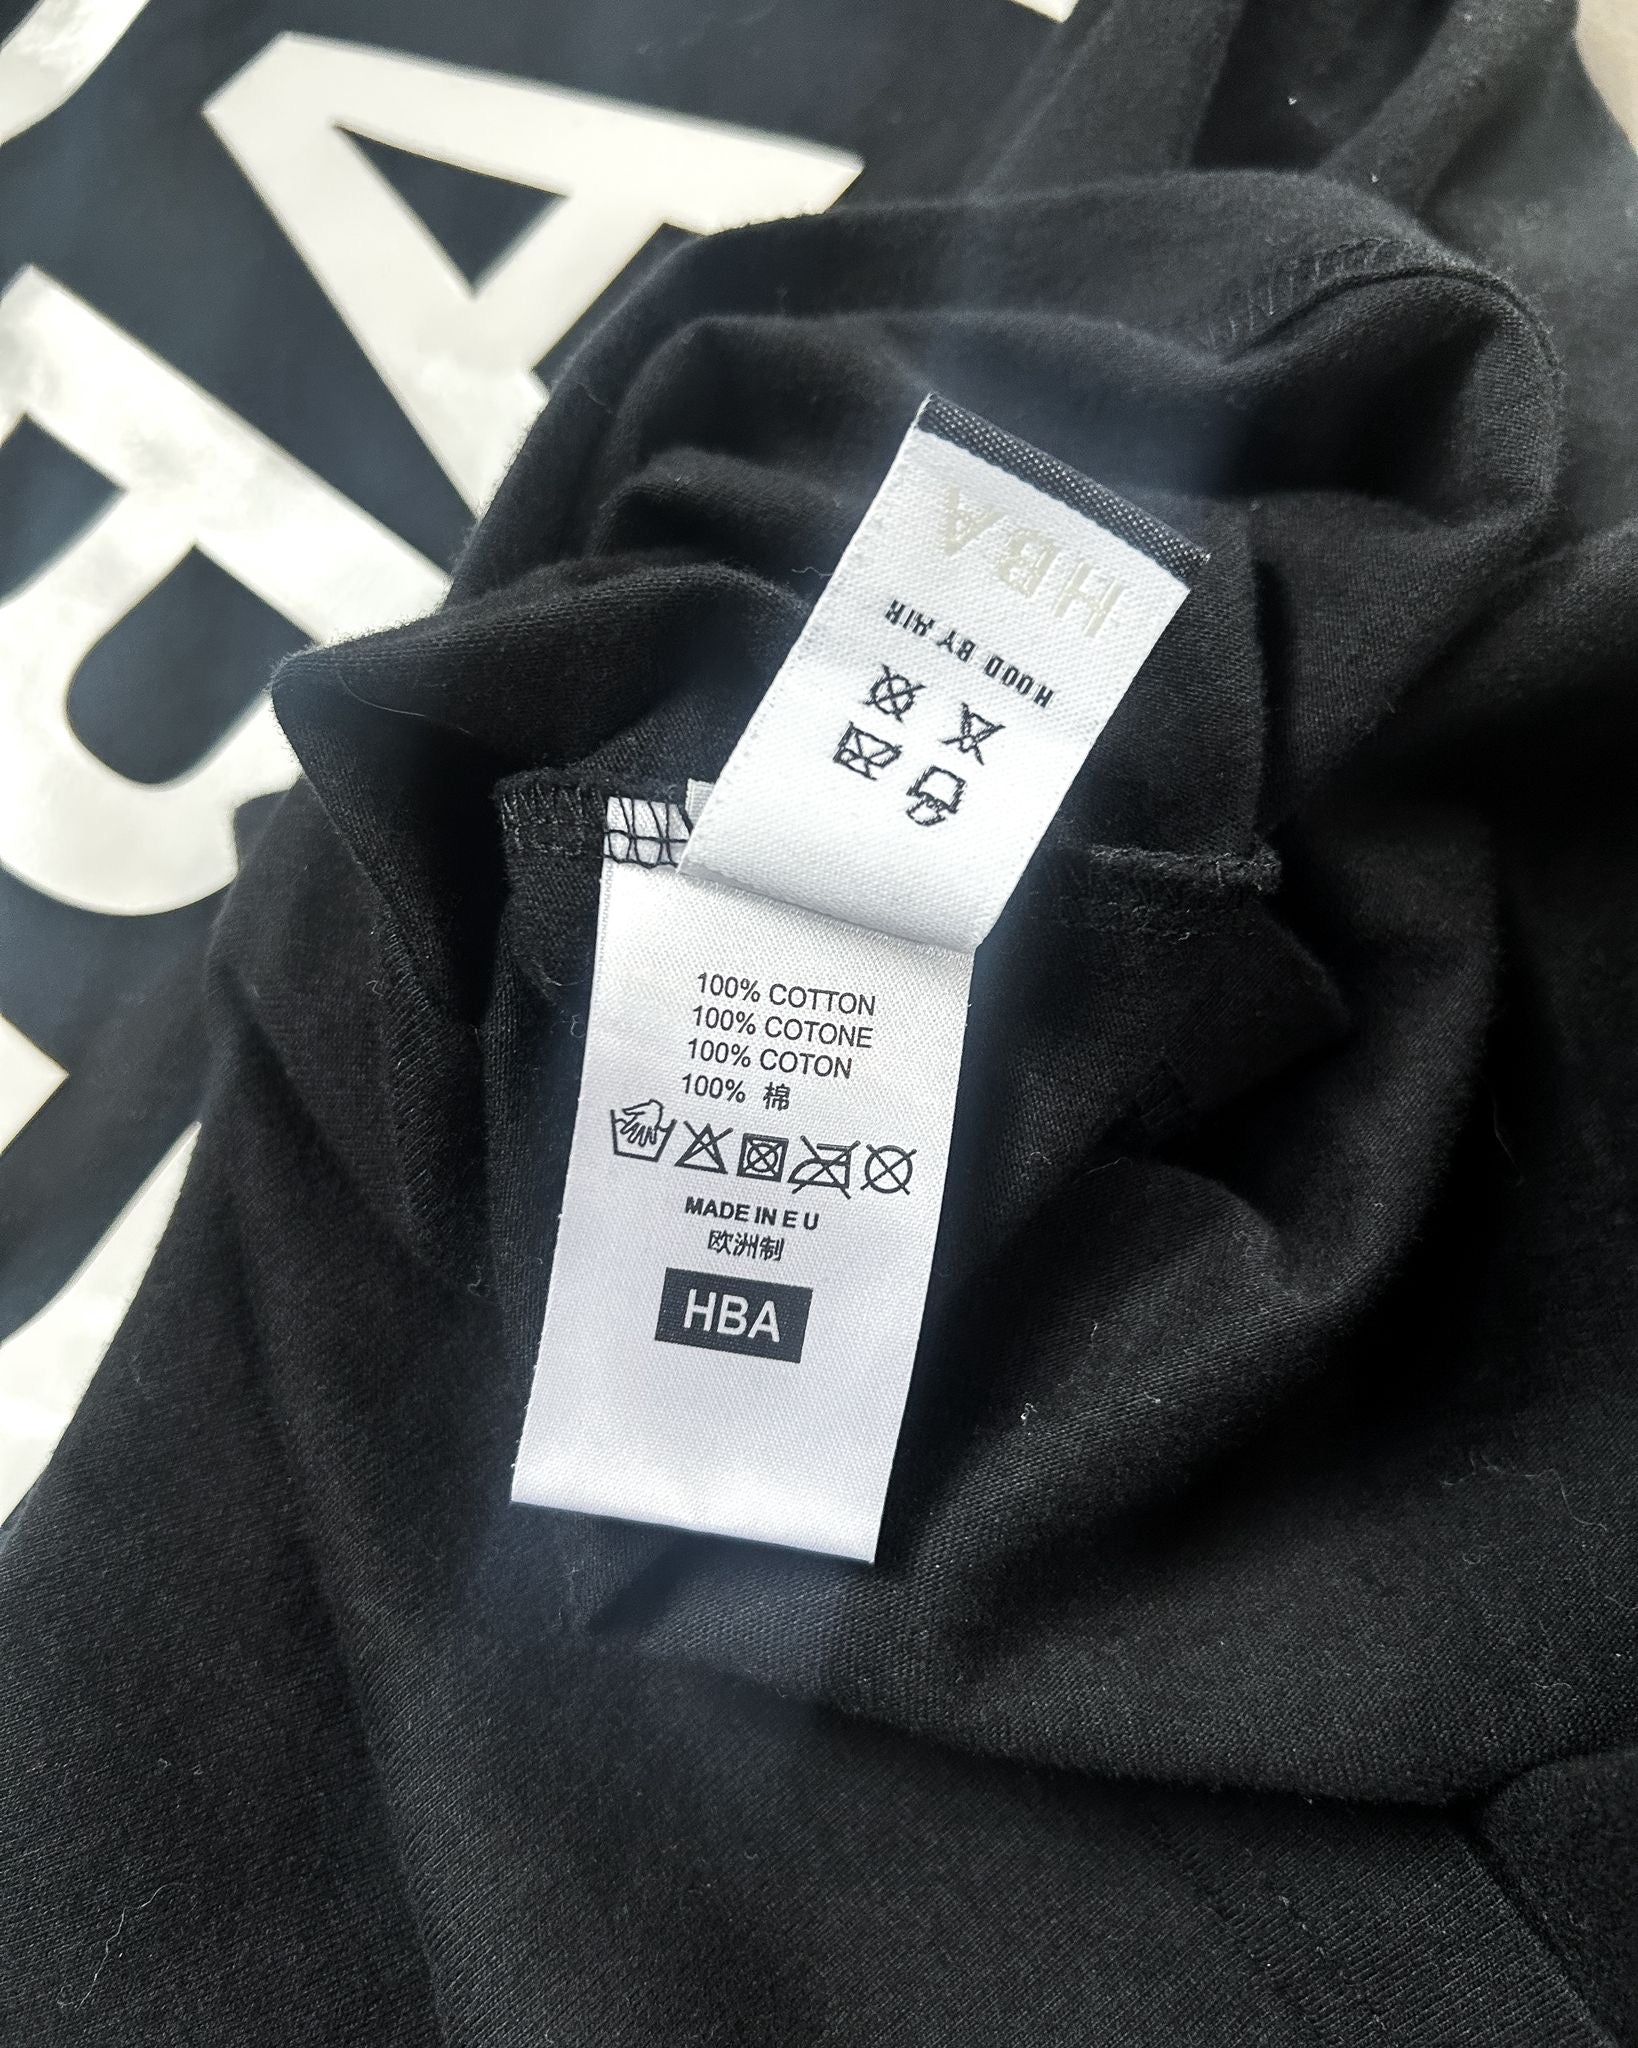 HBA
HOOD BY AIR
100% COTTON
100% COTONE
100% COTON
100% 棉
MADE IN E U
欧洲制
HBA